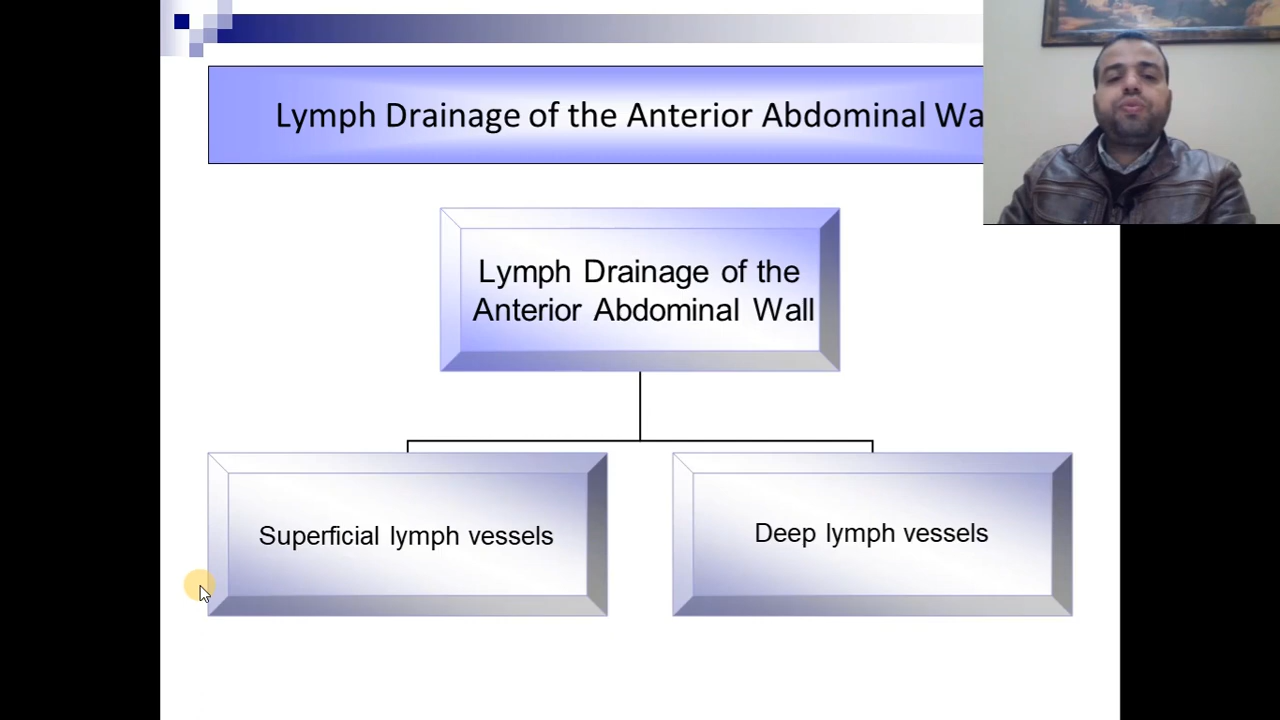 Lymph Drainage of the Anterior Abdominal Wa
Lymph Drainage of the
Anterior Abdominal Wall
Superficial lymph vessels
Deep lymph vessels